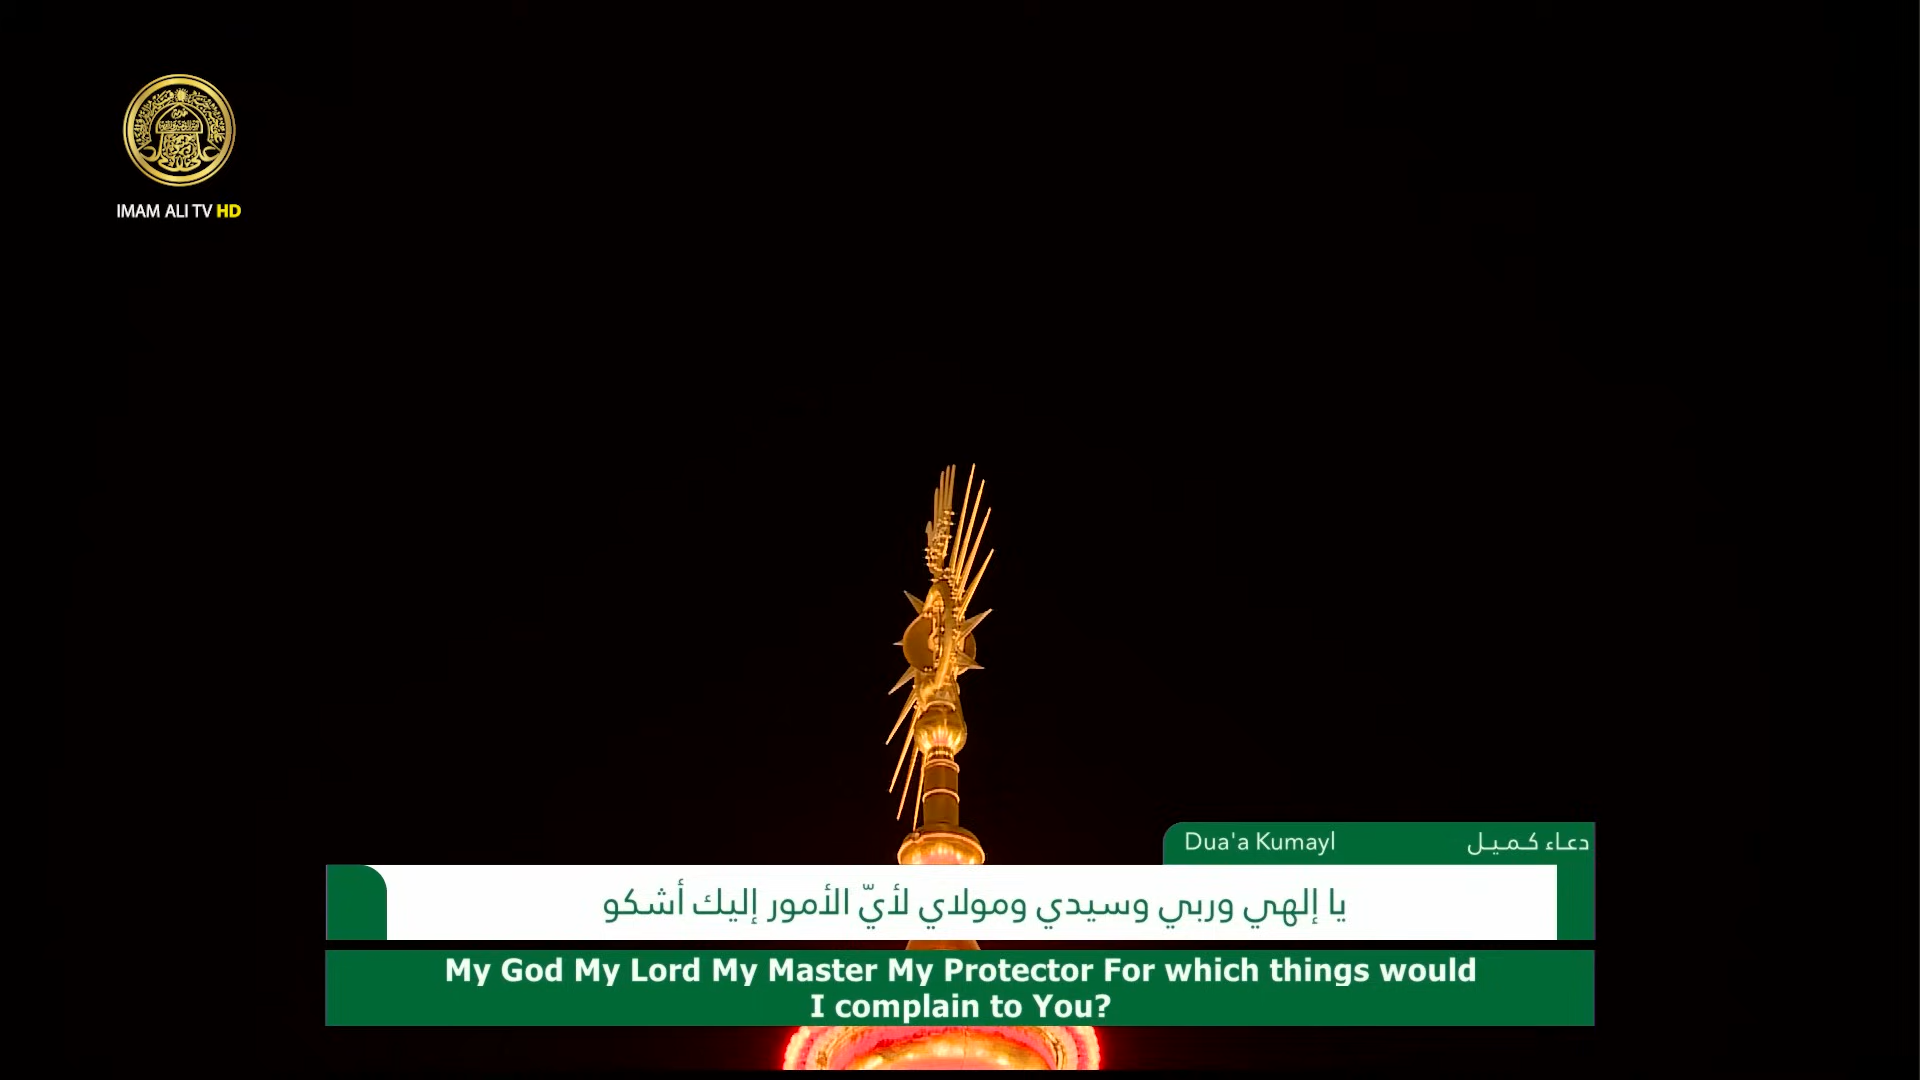 IMAM ALI TV HD
Dua'a Kumayl
دعاء كميل
يا إلهي وربي وسيدي ومولاي لأيّ الأمور إليك أشكو
My God My Lord My Master My Protector For which things would
I complain to You?